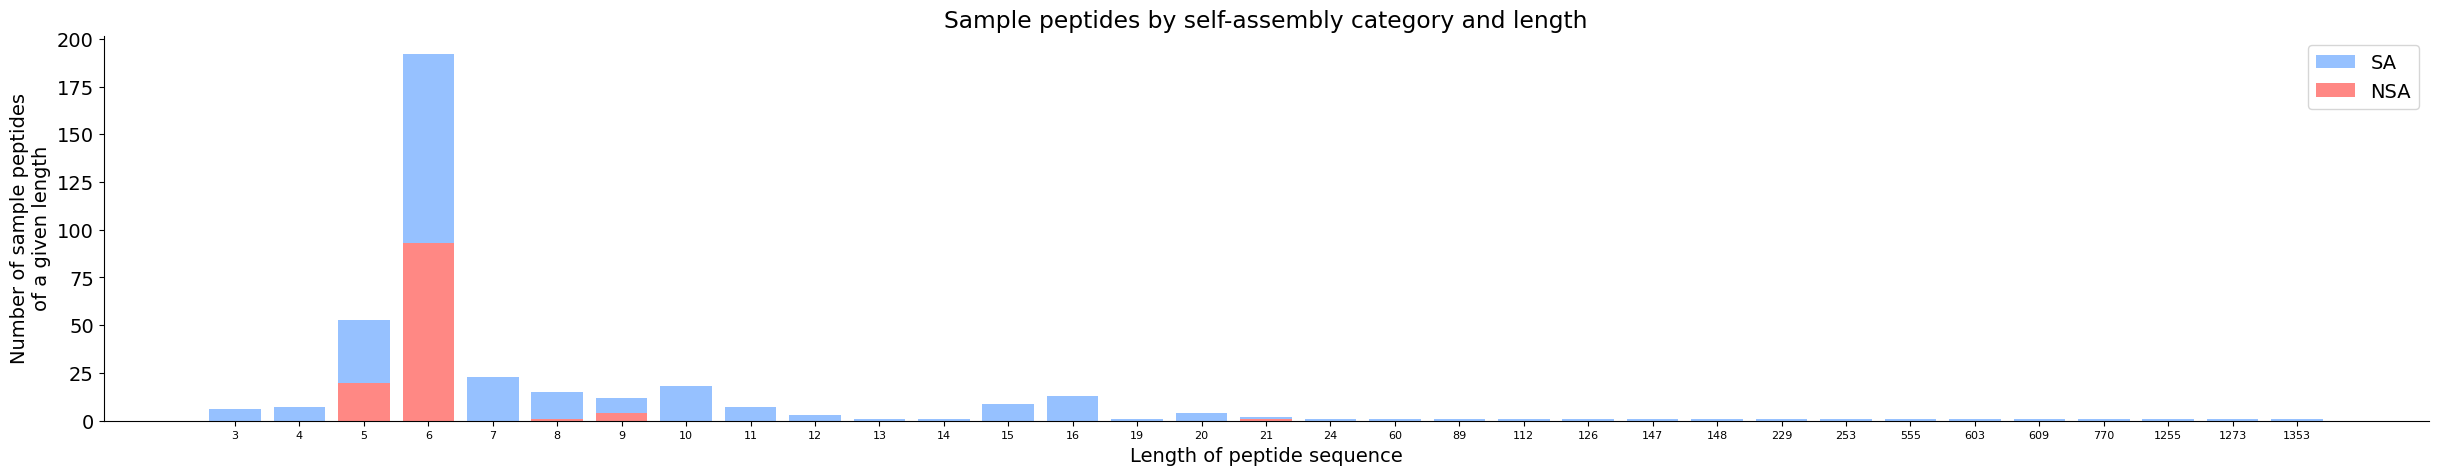 Sample peptides by self-assembly category and length
Number of sample peptides
of a given length
200
175
150
125
100
75
50
25
0
SA
NSA
3 4 5 6 7 8 9 10 11 12 13 14 15 16 19 20 21 24 60 89 112 126 147 148 229 253 555 603 609 770 1255 1273 1353
Length of peptide sequence